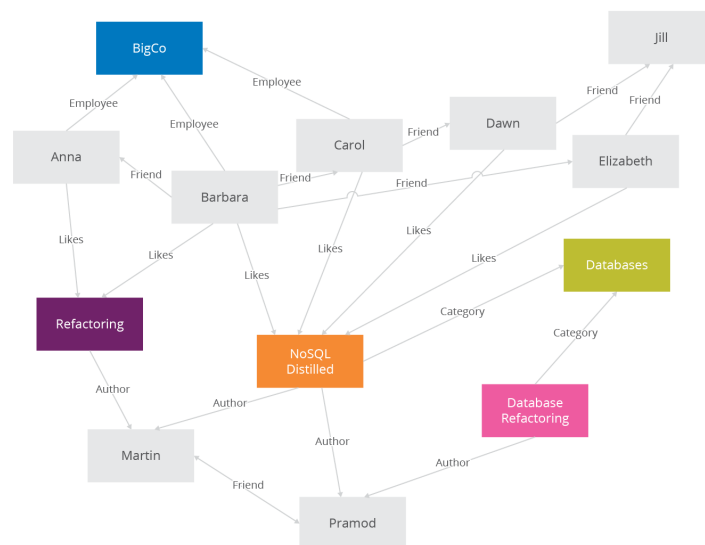 BigCo
Jill
Employee
Employee
Friend
Employee
Friend
Dawn
Carol
Friend
Anna
Elizabeth
Friend
Friend
Friend
Barbara
Likes
Likes
Likes
Likes
Likes
Likes
Databases
Refactoring
Category
NoSQL
Distilled
Category
Author
Author
Database
Refactoring
Author
Martin
Author
Friend
Pramod